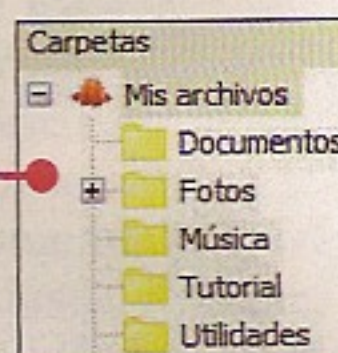 Carpetas
Mis archivos
Documentos
Fotos
Música
Tutorial
Utilidades